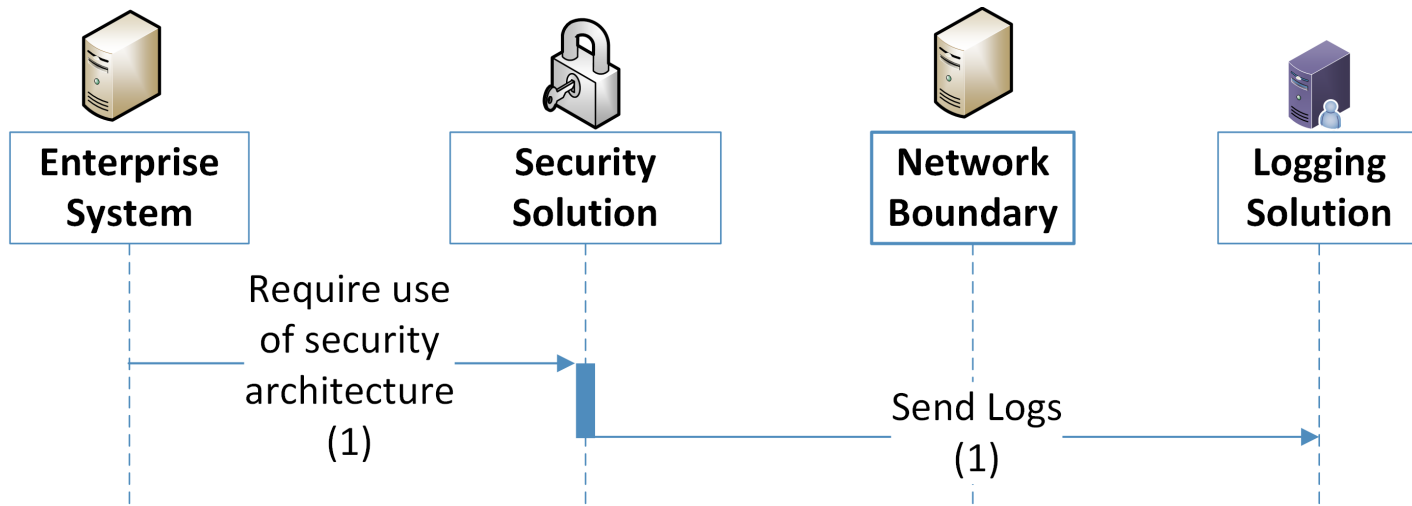 Enterprise
System
Security
Solution
Network
Boundary
Logging
Solution
Require use
of security
architecture
(1)
Send Logs
(1)